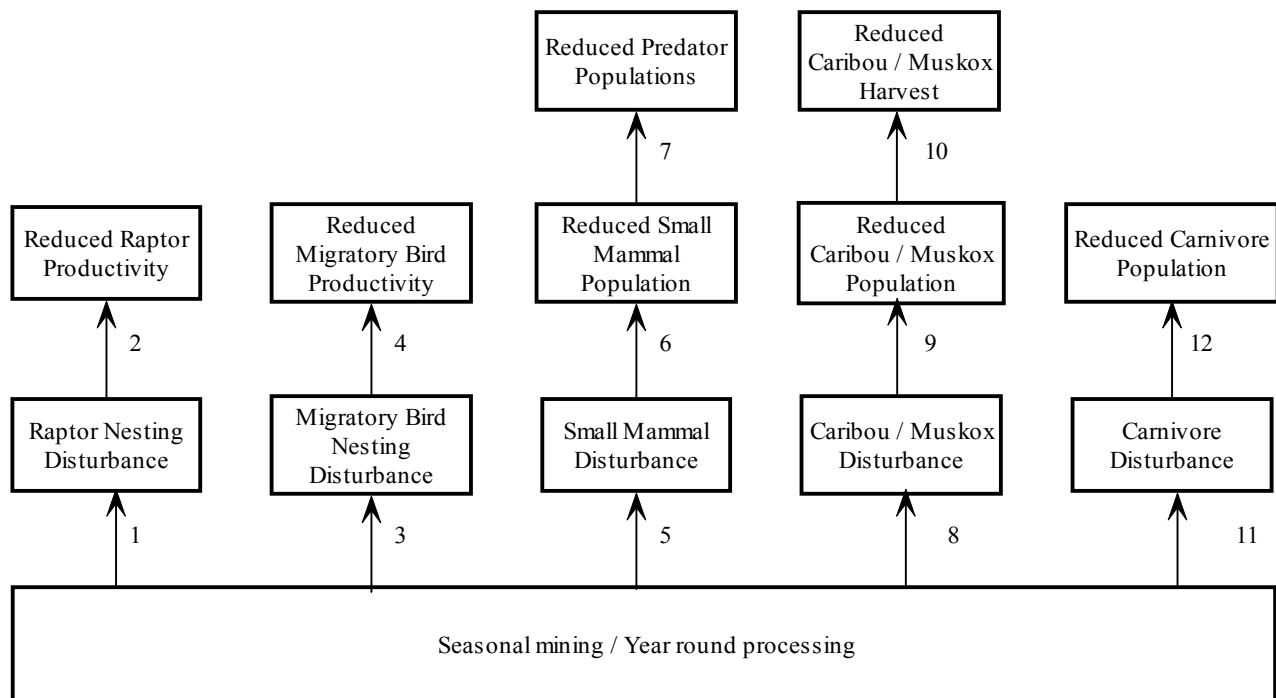 Reduced Predator
Populations
Reduced
Caribou / Muskox
Harvest
7
10
Reduced Raptor
Productivity
Reduced
Migratory Bird
Productivity
Reduced Small
Mammal
Population
Reduced
Caribou / Muskox
Population
Reduced Carnivore
Population
2
4
6
9
12
Raptor Nesting
Disturbance
Migratory Bird
Nesting
Disturbance
Small Mammal
Disturbance
Caribou / Muskox
Disturbance
Carnivore
Disturbance
1
3
5
8
11
Seasonal mining / Year round processing